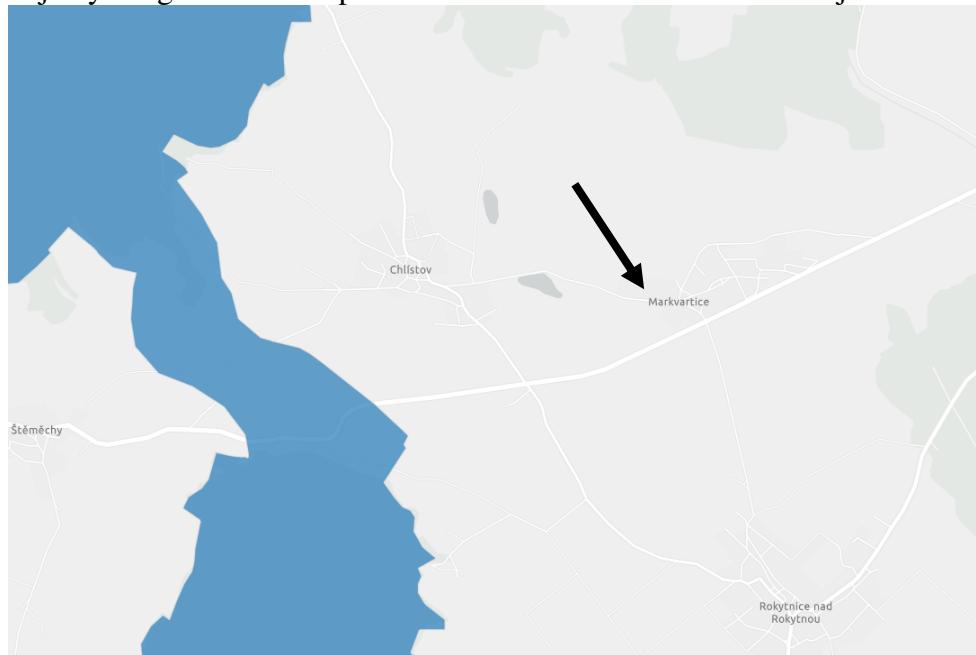 Chlístov
Markvartice
Štěměchy
Rokytnice nad
Rokytnou